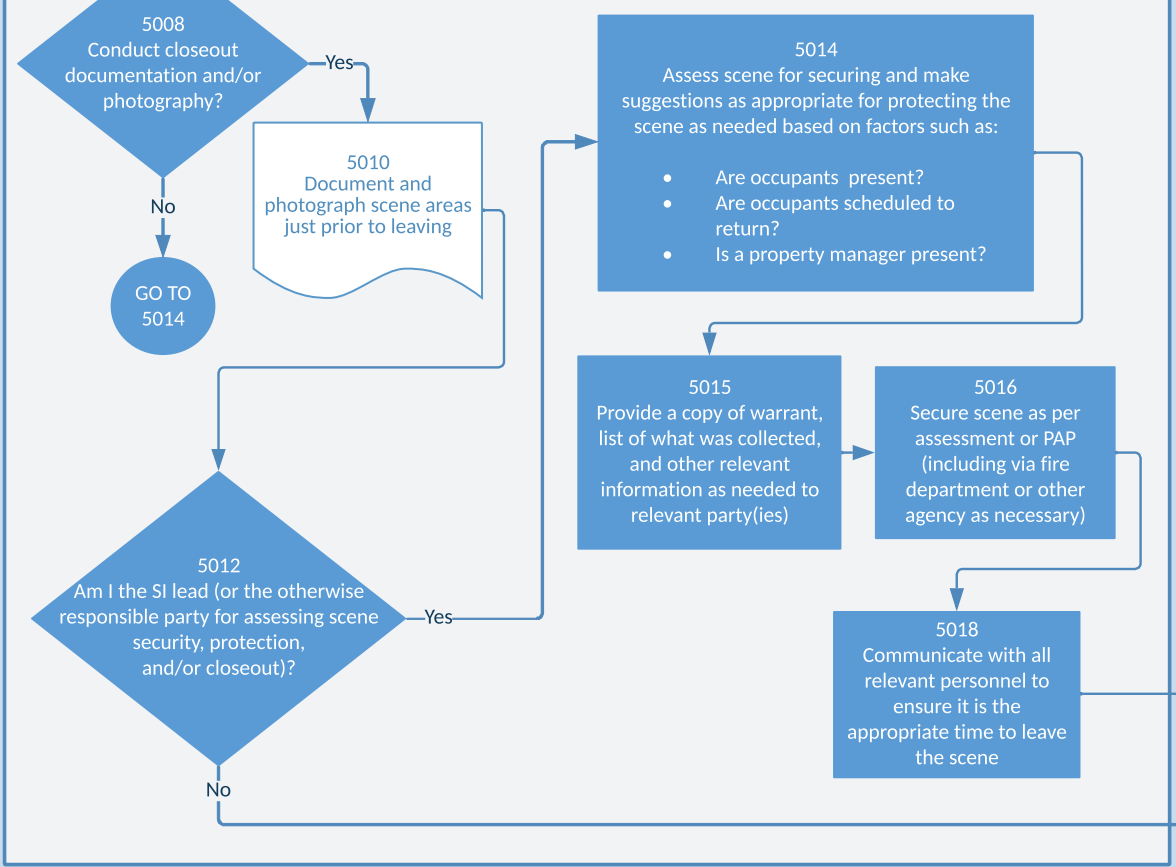 5008
Conduct closeout
documentation and/or
photography?
Yes
No
GO TO
5014
5010
Document and
photograph scene areas
just prior to leaving
5012
Am I the SI lead (or the otherwise
responsible party for assessing scene
security, protection,
and/or closeout)?
Yes
No
5014
Assess scene for securing and make
suggestions as appropriate for protecting the
scene as needed based on factors such as:
• Are occupants  present?
• Are occupants scheduled to
return?
• Is a property manager present?
5015
Provide a copy of warrant,
list of what was collected,
and other relevant
information as needed to
relevant party(ies)
5016
Secure scene as per
assessment or PAP
(including via fire
department or other
agency as necessary)
5018
Communicate with all
relevant personnel to
ensure it is the
appropriate time to leave
the scene